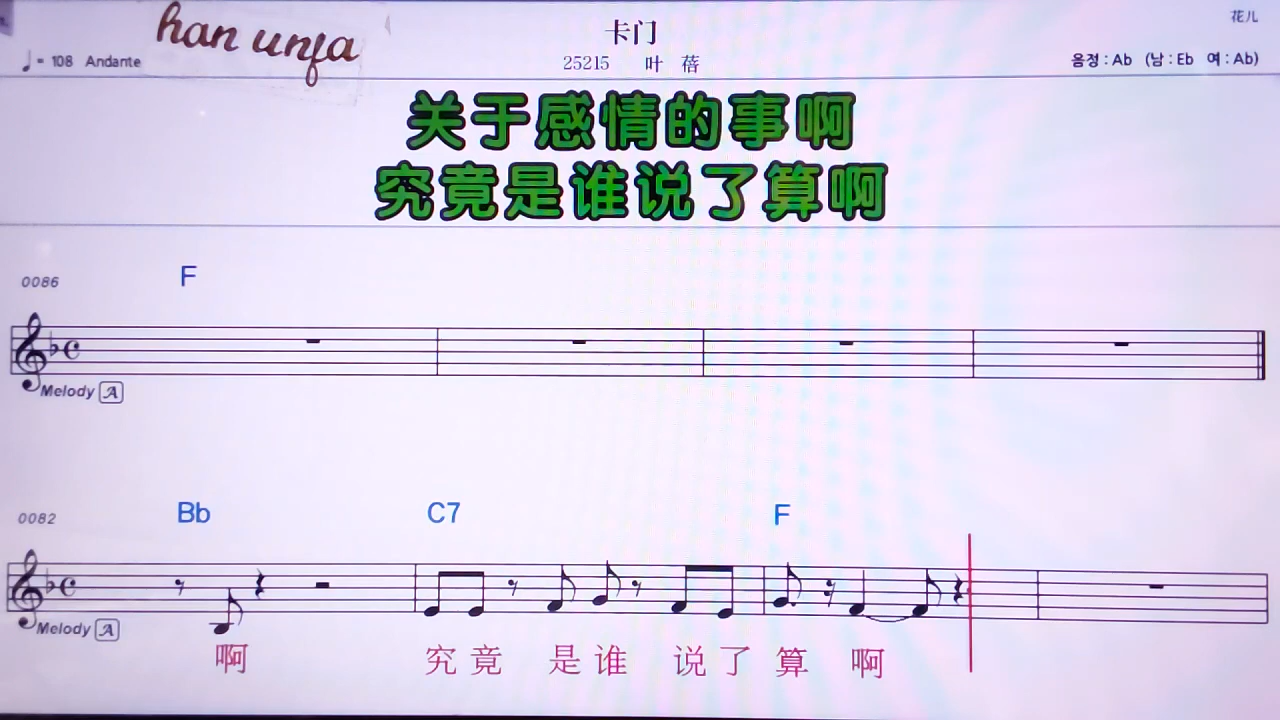 han unfa
卡门
花儿
♩= 108 Andante
25215 叶 蓓
음정 : Ab (남 : Eb 여 : Ab)
关于感情的事啊
究竟是谁说了算啊
0086
F
Melody A
0082
Bb C7 F
Melody A
啊 究 竟 是 谁 说 了 算 啊